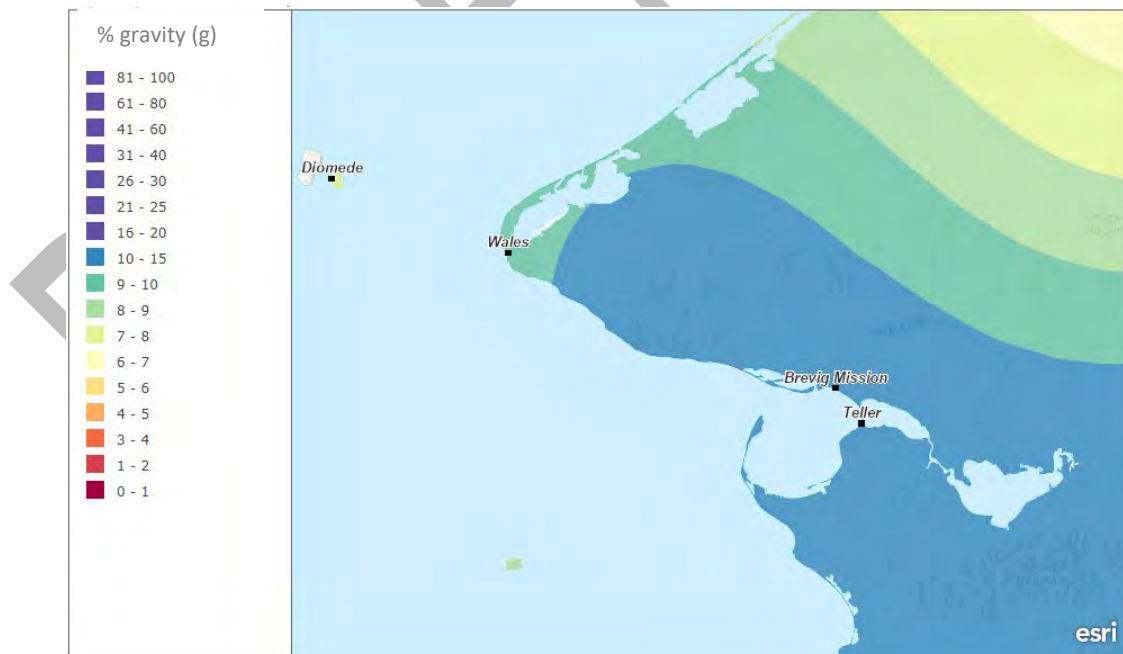 % gravity (g)
81 - 100
61 - 80
41 - 60
31 - 40
26 - 30
21 - 25
16 - 20
10 - 15
9 - 10
8 - 9
7 - 8
6 - 7
5 - 6
4 - 5
3 - 4
1 - 2
0 - 1
Diomede
Wales
Brevig Mission
Teller
esri